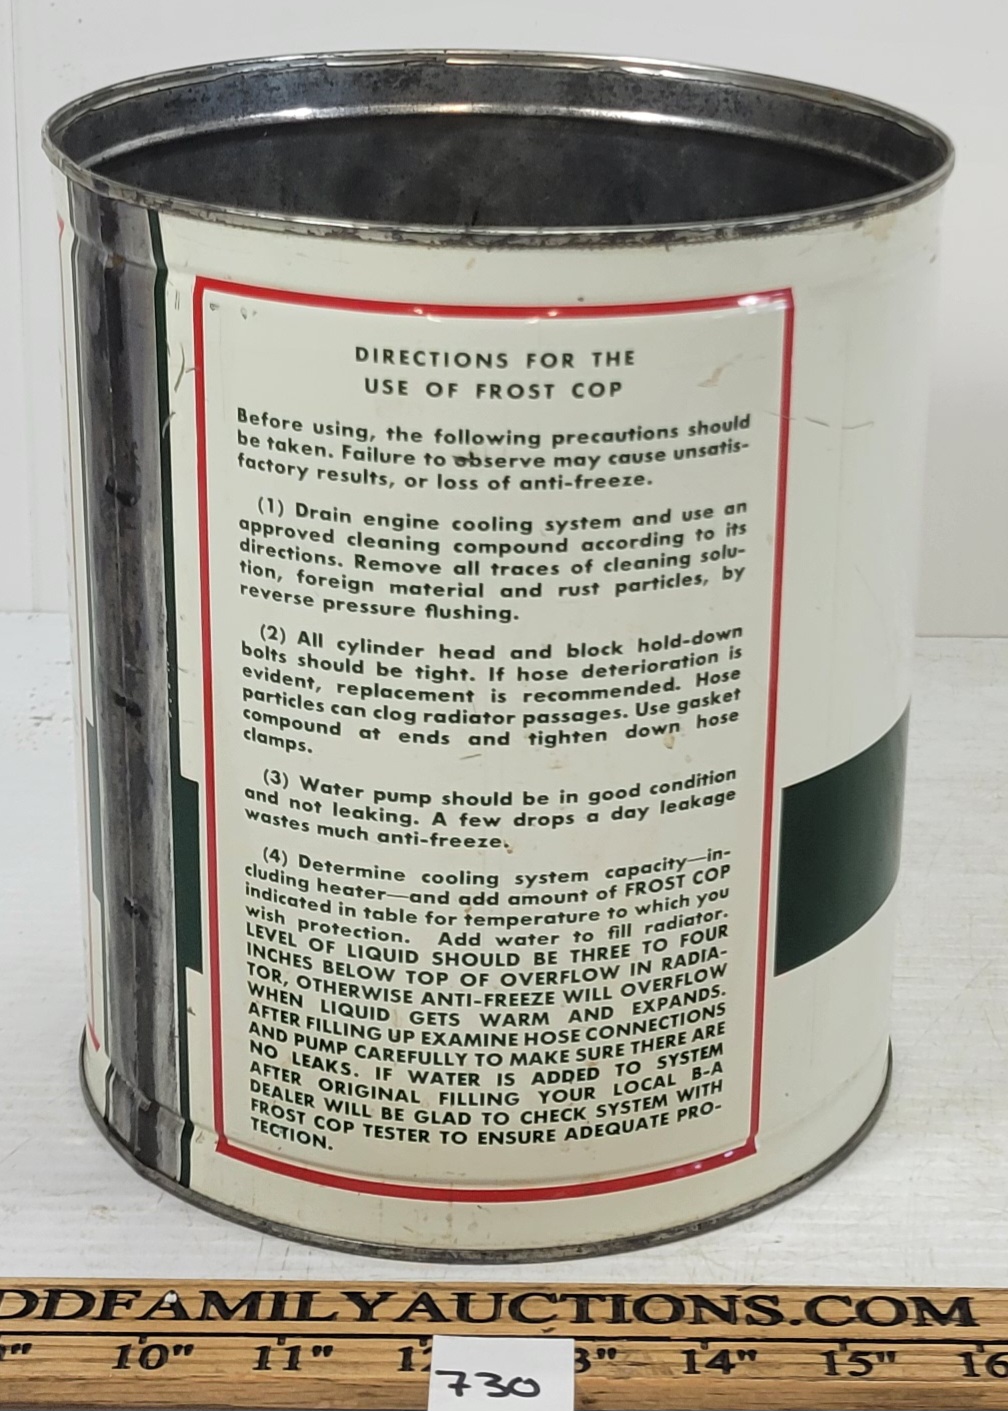 DIRECTIONS FOR THE
USE OF FROST COP
Before using, the following precautions should
be taken. Failure to observe may cause unsatis-
factory results, or loss of anti-freeze.
(1) Drain engine cooling system and use an
approved cleaning compound according to its
directions. Remove all traces of cleaning solu-
tion, foreign material and rust particles, by
reverse pressure flushing.
(2) All cylinder head and block hold-down
bolts should be tight. If hose deterioration is
evident, replacement is recommended. Hose
particles can clog radiator passages. Use gasket
compound at ends and tighten down hose
clamps.
(3) Water pump should be in good condition
and not leaking. A few drops a day leakage
wastes much anti-freeze.
(4) Determine cooling system capacity—in-
cluding heater—and add amount of FROST COP
indicated in table for temperature to which you
wish protection. Add water to fill radiator.
LEVEL OF LIQUID SHOULD BE THREE TO FOUR
INCHES BELOW TOP OF OVERFLOW IN RADIA-
TOR, OTHERWISE ANTI-FREEZE WILL OVERFLOW
WHEN LIQUID GETS WARM AND EXPANDS.
AFTER FILLING UP EXAMINE HOSE CONNECTIONS
AND PUMP CAREFULLY TO MAKE SURE THERE ARE
NO LEAKS. IF WATER IS ADDED TO SYSTEM
AFTER ORIGINAL FILLING YOUR LOCAL B-A
DEALER WILL BE GLAD TO CHECK SYSTEM WITH
FROST COP TESTER TO ENSURE ADEQUATE PRO-
TECTION.
DDFAMILYAUCTIONS.COM
10" 11" 14" 15" 16
730